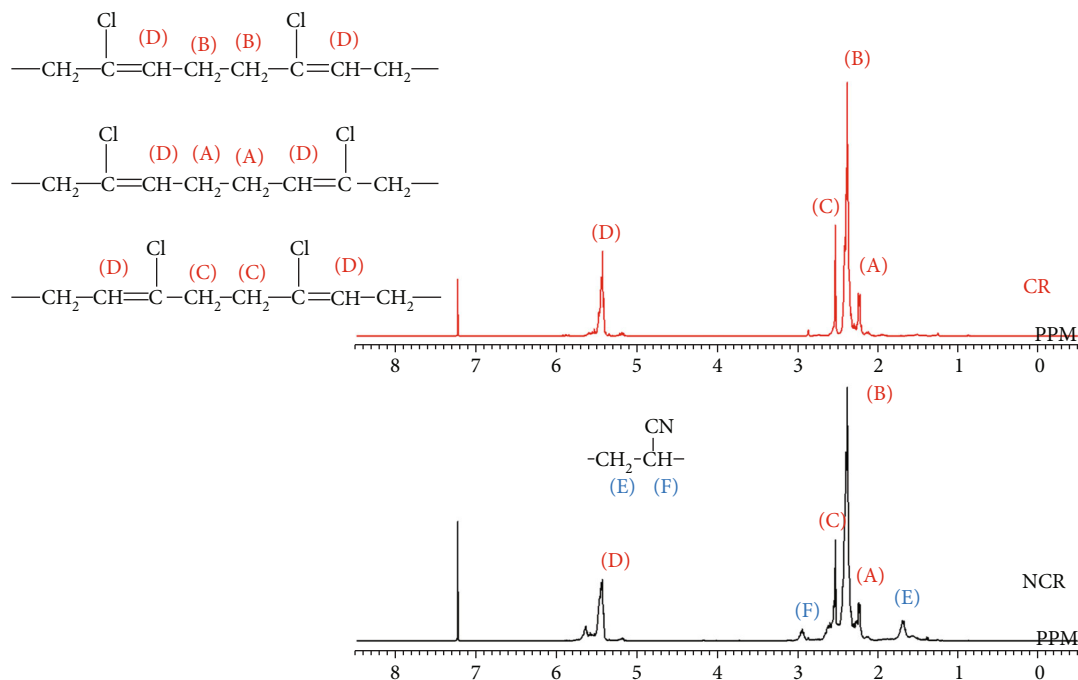 Cl Cl
(D) (B) (B) (D)
—CH₂—C=CH—CH₂—CH₂—C=CH—CH₂—
Cl Cl
(D) (A) (A) (D)
—CH₂—C=CH—CH₂—CH₂—CH=C—CH₂—
Cl Cl
(D) (C) (C) (D)
—CH₂—CH=C—CH₂—CH₂—C=CH—CH₂—
(B)
(C)
(D)
(A)
CR
PPM
8 7 6 5 4 3 2 1 0
(B)
CN
-CH₂-CH-
(E) (F)
(C)
(D)
(A)
NCR
(F)
(E)
PPM
8 7 6 5 4 3 2 1 0